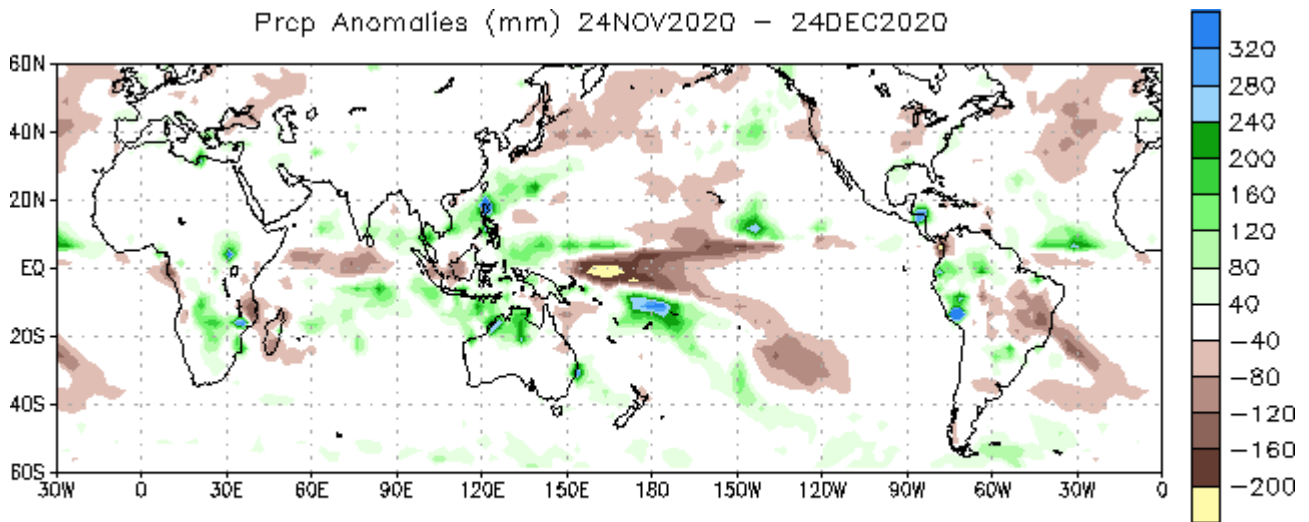 Prcp Anomalies (mm) 24NOV2020 – 24DEC2020
60N
40N
20N
EQ
20S
40S
60S
30W 0 30E 60E 90E 120E 150E 180 150W 120W 90W 60W 30W 0
320
280
240
200
160
120
80
40
−40
−80
−120
−160
−200